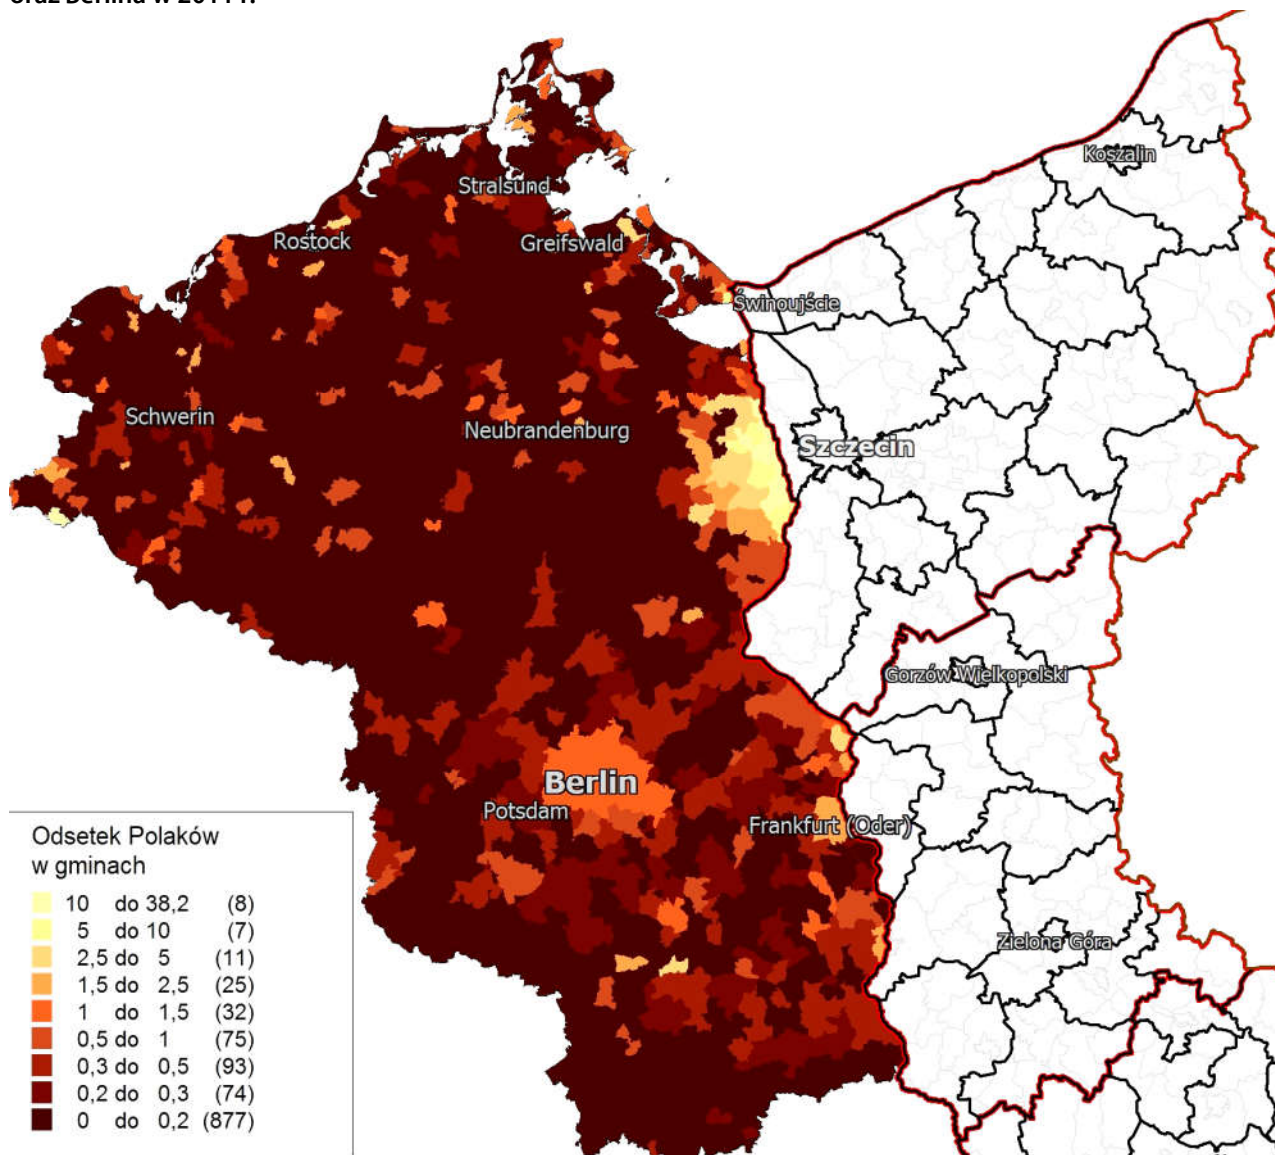 oraz Berlina w 2011 r.
Koszalin
Stralsund
Rostock
Greifswald
Świnoujście
Schwerin
Neubrandenburg
Szczecin
Gorzów Wielkopolski
Berlin
Potsdam
Frankfurt (Oder)
Zielona Góra
Odsetek Polaków
w gminach
10 do 38,2 (8)
5 do 10 (7)
2,5 do 5 (11)
1,5 do 2,5 (25)
1 do 1,5 (32)
0,5 do 1 (75)
0,3 do 0,5 (93)
0,2 do 0,3 (74)
0 do 0,2 (877)